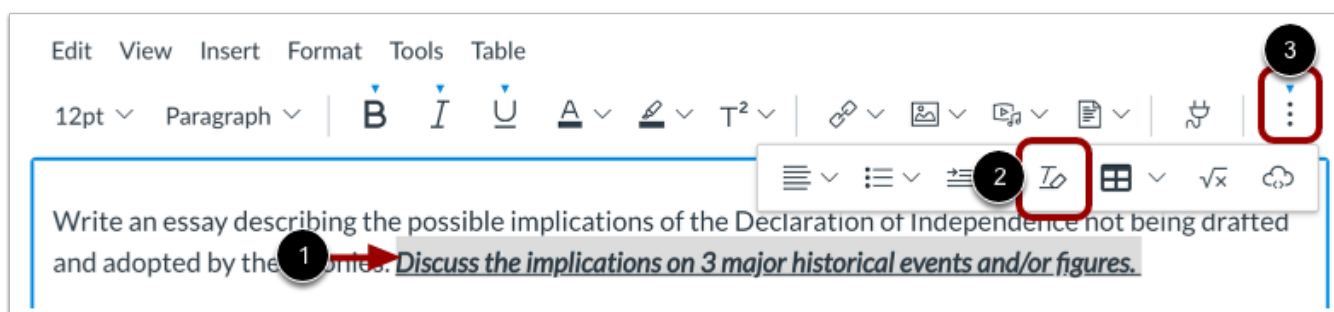 Edit View Insert Format Tools Table
3
12pt Paragraph B I U A T² √x
2
Write an essay describing the possible implications of the Declaration of Independence not being drafted
and adopted by the 1 onies. Discuss the implications on 3 major historical events and/or figures.